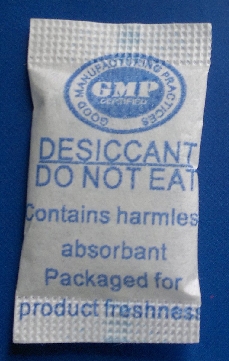 GOOD MANUFACTURING PRACTICES
GMP
CERTIFIED
DESICCANT
DO NOT EAT
Contains harmles
absorbant
Packaged for
product freshness